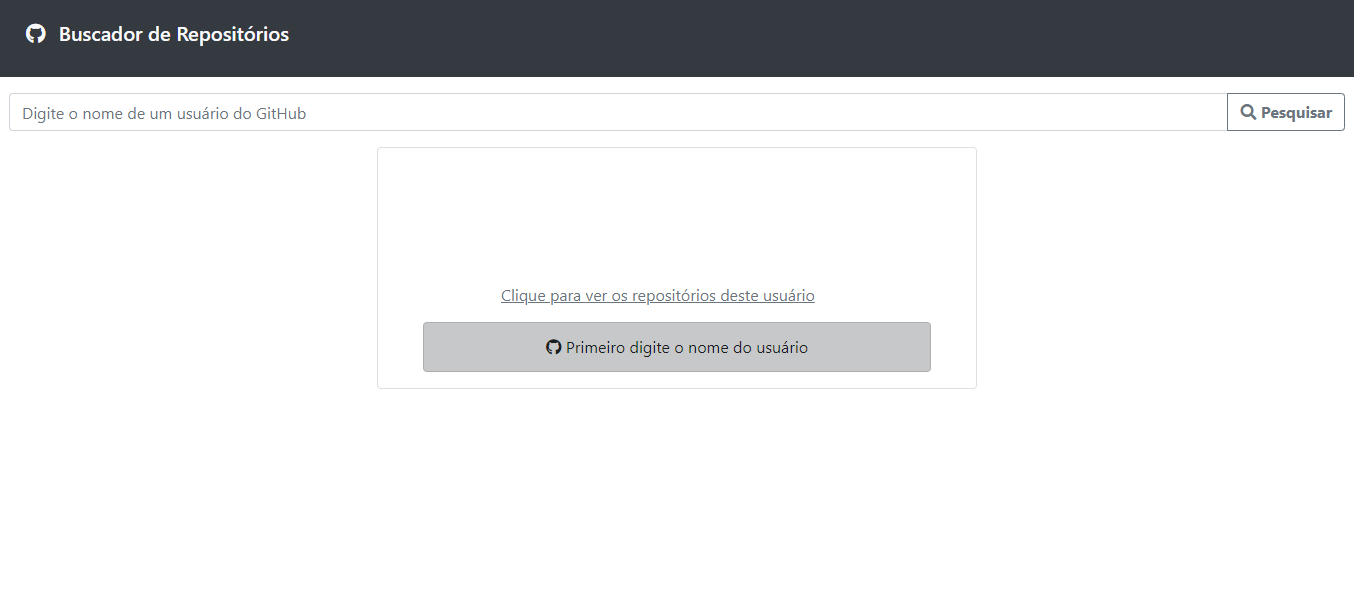 Buscador de Repositórios
Digite o nome de um usuário do GitHub
Pesquisar
Clique para ver os repositórios deste usuário
Primeiro digite o nome do usuário